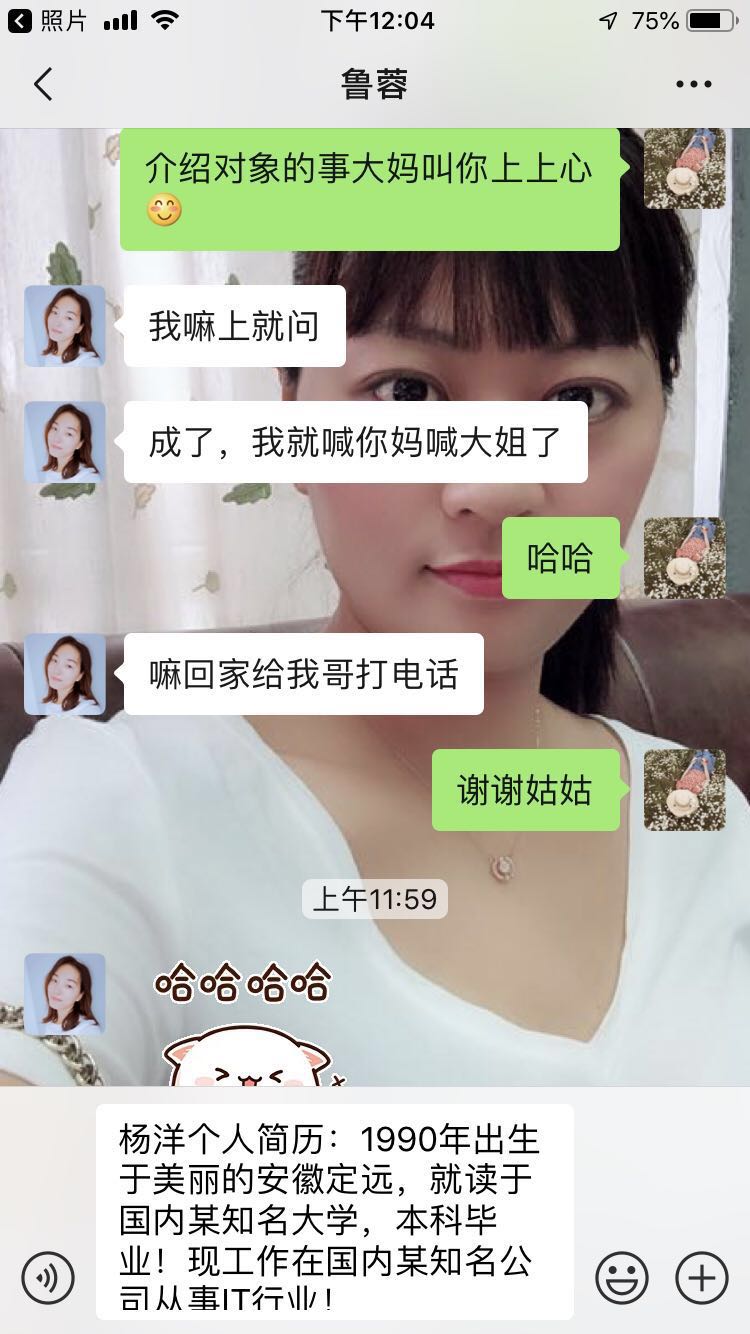 照片
下午12:04
75%
鲁蓉
介绍对象的事大妈叫你上上心
我嘛上就问
成了，我就喊你妈喊大姐了
哈哈
嘛回家给我哥打电话
谢谢姑姑
上午11:59
哈哈哈哈
杨洋个人简历：1990年出生
于美丽的安徽定远，就读于
国内某知名大学，本科毕
业！现工作在国内某知名公
司从事IT行业！